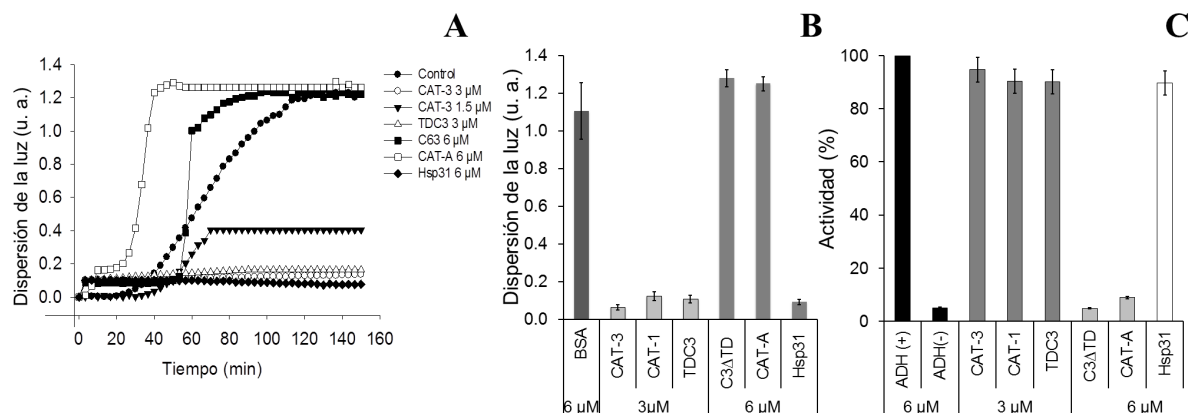 A
Dispersión de la luz (u. a.)
1.4
1.2
1.0
0.8
0.6
0.4
0.2
0.0
0 20 40 60 80 100 120 140 160
Tiempo (min)
Control
CAT-3 3 µM
CAT-3 1.5 µM
TDC3 3 µM
C63 6 µM
CAT-A 6 µM
Hsp31 6 µM
B
Dispersión de la luz (u. a.)
1.4
1.2
1.0
0.8
0.6
0.4
0.2
0.0
BSA
CAT-3
CAT-1
TDC3
C3ΔTD
CAT-A
Hsp31
6 µM 3µM 6 µM
C
Actividad (%)
100
80
60
40
20
0
ADH (+)
ADH(-)
CAT-3
CAT-1
TDC3
C3ΔTD
CAT-A
Hsp31
6 µM 3 µM 6 µM